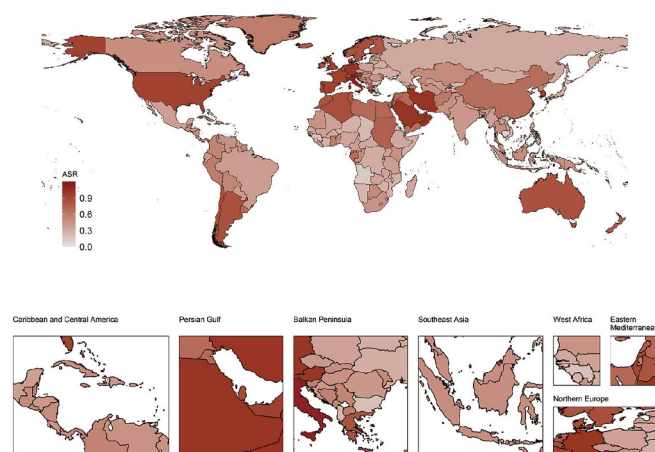 ASR
0.9
0.6
0.3
0.0
Caribbean and Central America
Persian Gulf
Balkan Peninsula
Southeast Asia
West Africa
Eastern
Mediterranean
Northern Europe